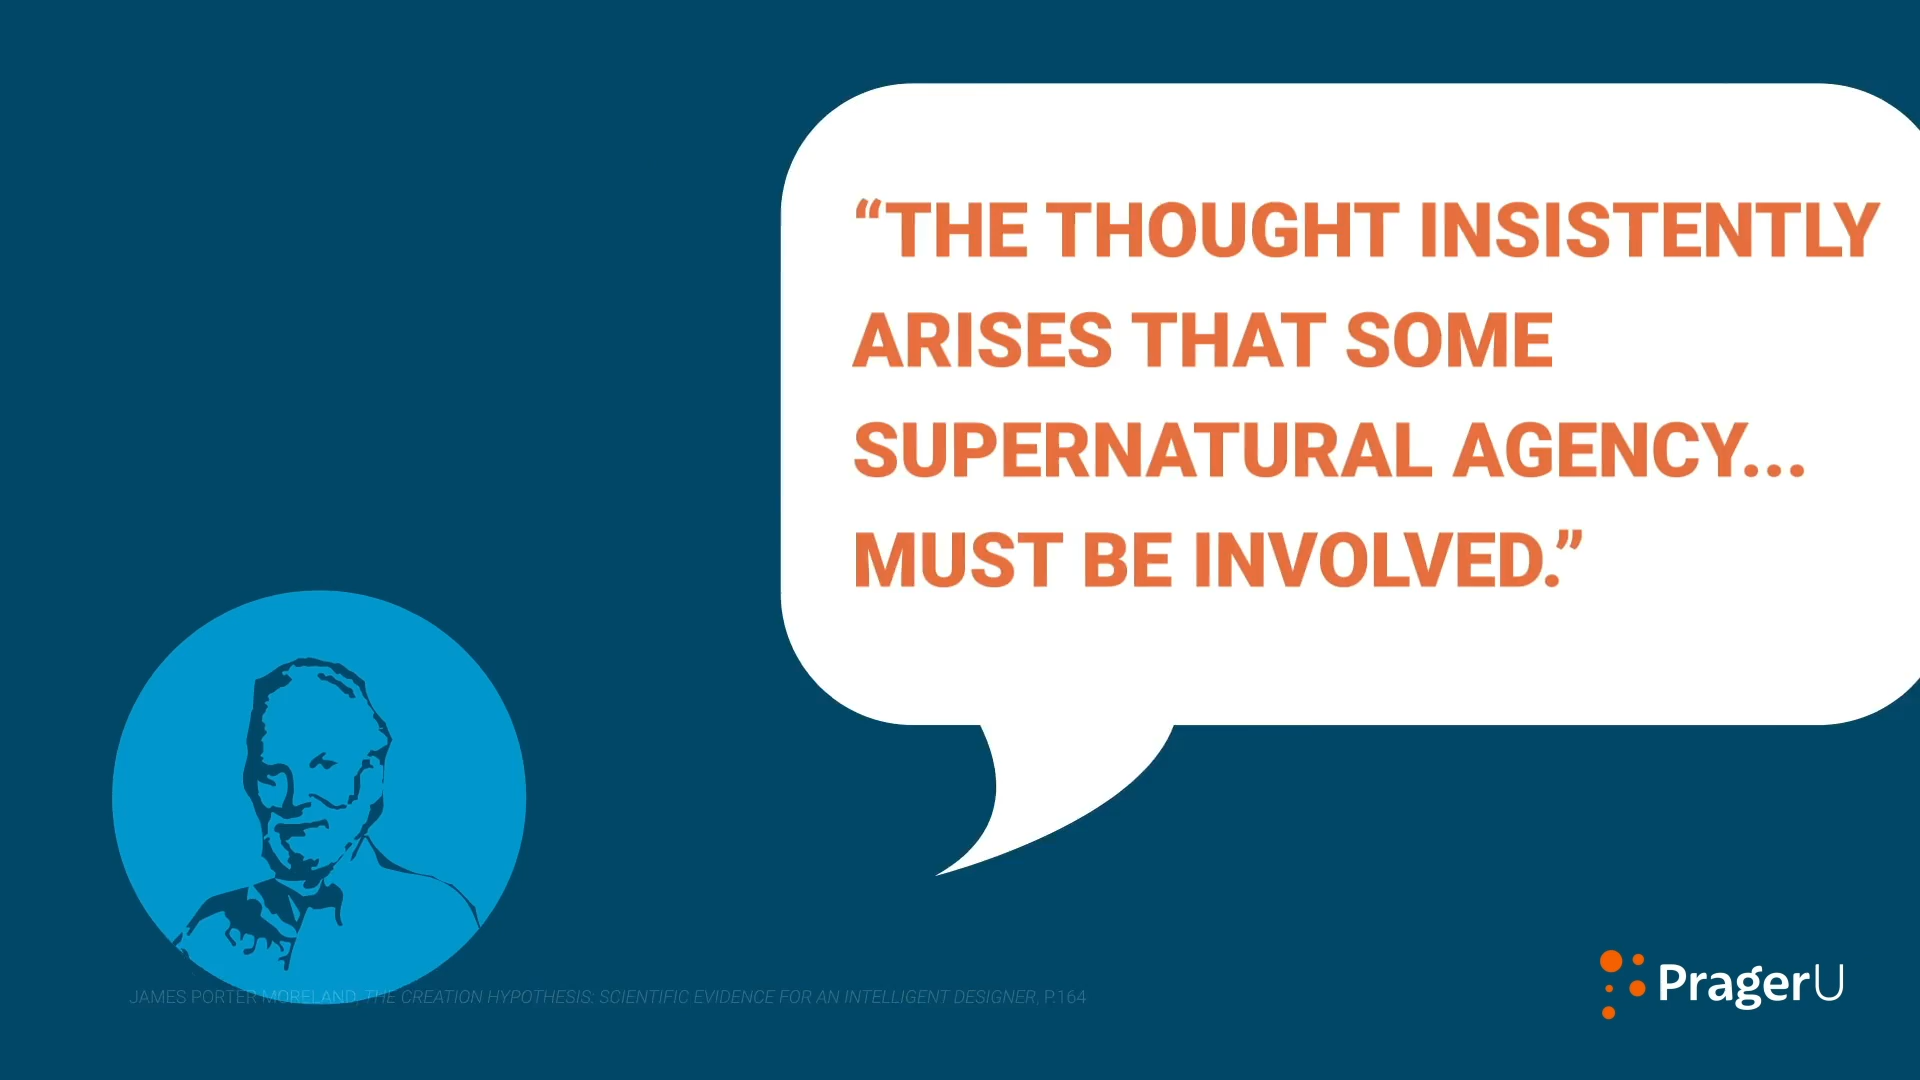 “THE THOUGHT INSISTENTLY
ARISES THAT SOME
SUPERNATURAL AGENCY...
MUST BE INVOLVED.”
JAMES PORTER MORELAND, THE CREATION HYPOTHESIS: SCIENTIFIC EVIDENCE FOR AN INTELLIGENT DESIGNER, P.164
PragerU